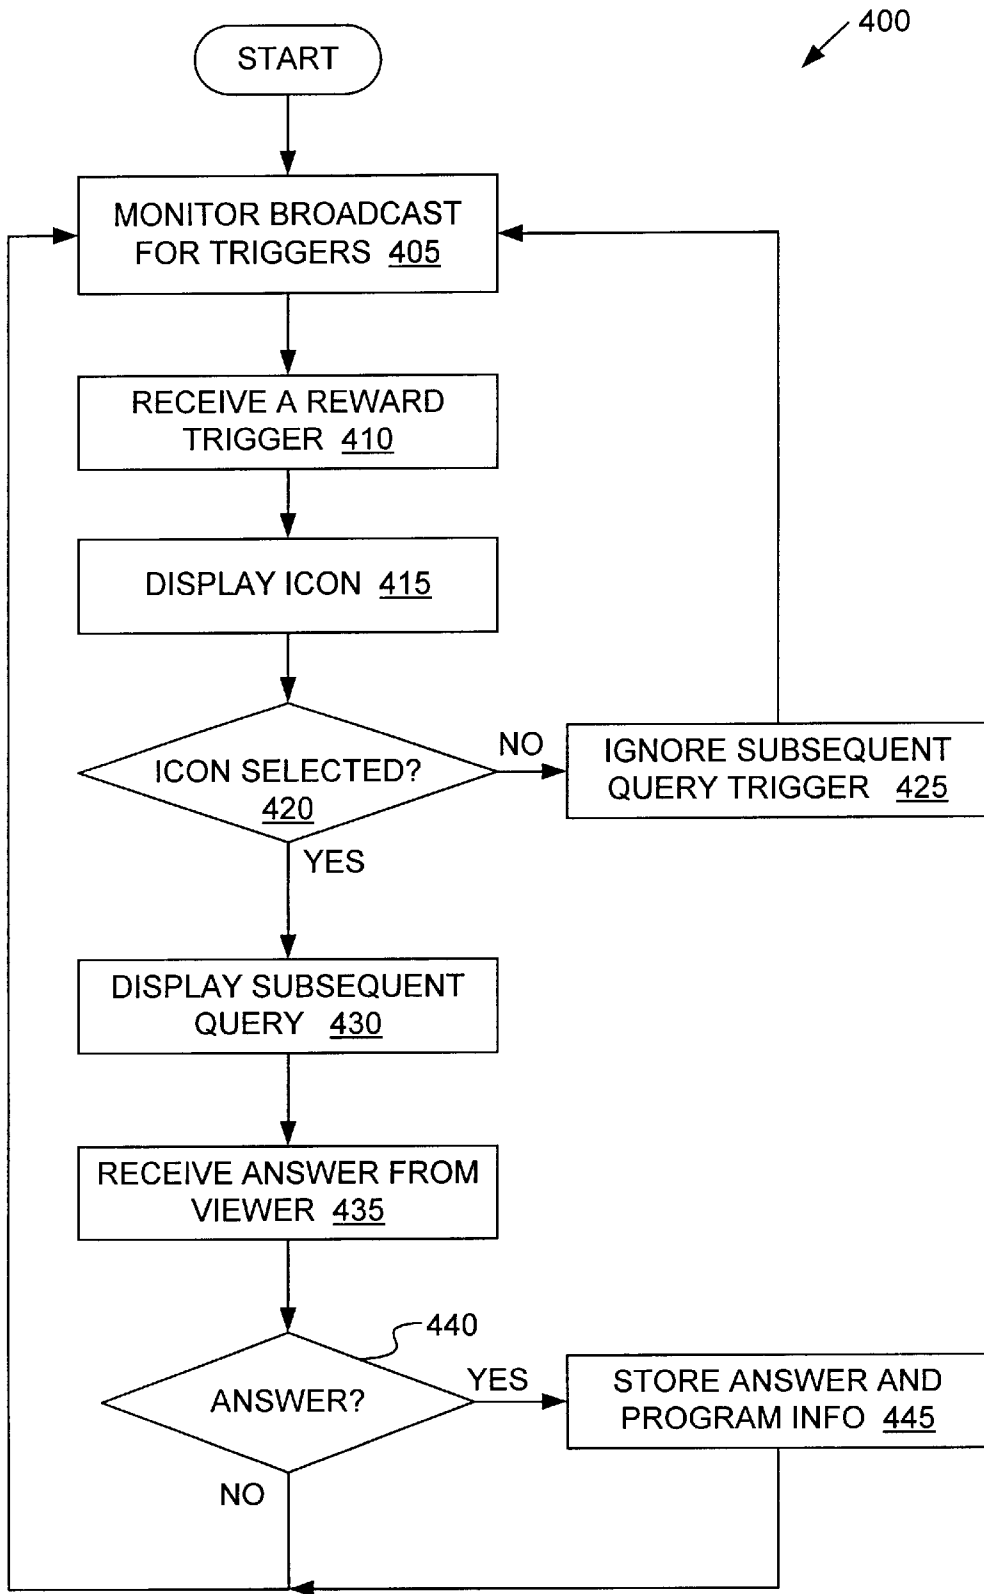 400
START
MONITOR BROADCAST
FOR TRIGGERS 405
RECEIVE A REWARD
TRIGGER 410
DISPLAY ICON 415
ICON SELECTED?
420
NO
IGNORE SUBSEQUENT
QUERY TRIGGER 425
YES
DISPLAY SUBSEQUENT
QUERY 430
RECEIVE ANSWER FROM
VIEWER 435
440
ANSWER?
YES
STORE ANSWER AND
PROGRAM INFO 445
NO